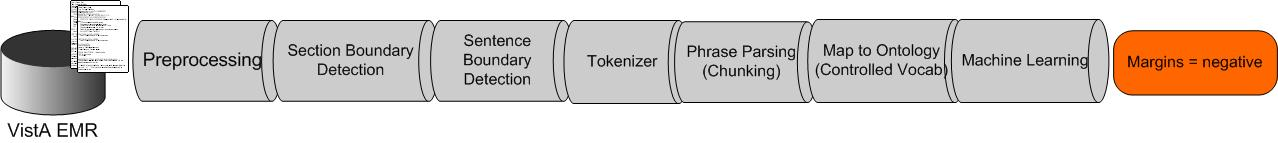 VistA EMR
Preprocessing
Section Boundary
Detection
Sentence
Boundary
Detection
Tokenizer
Phrase Parsing
(Chunking)
Map to Ontology
(Controlled Vocab)
Machine Learning
Margins = negative